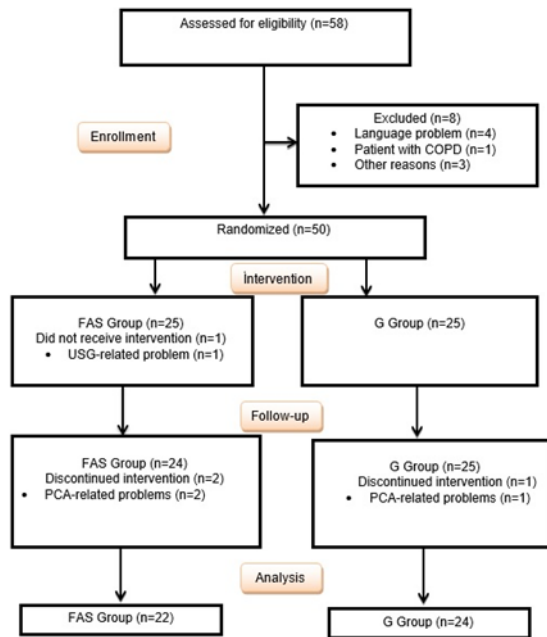 Assessed for eligibility (n=58)
Enrollment
Excluded (n=8)
• Language problem (n=4)
• Patient with COPD (n=1)
• Other reasons (n=3)
Randomized (n=50)
İntervention
FAS Group (n=25)
Did not receive intervention (n=1)
• USG-related problem (n=1)
G Group (n=25)
Follow-up
FAS Group (n=24)
Discontinued intervention (n=2)
• PCA-related problems (n=2)
G Group (n=25)
Discontinued intervention (n=1)
• PCA-related problems (n=1)
Analysis
FAS Group (n=22)
G Group (n=24)